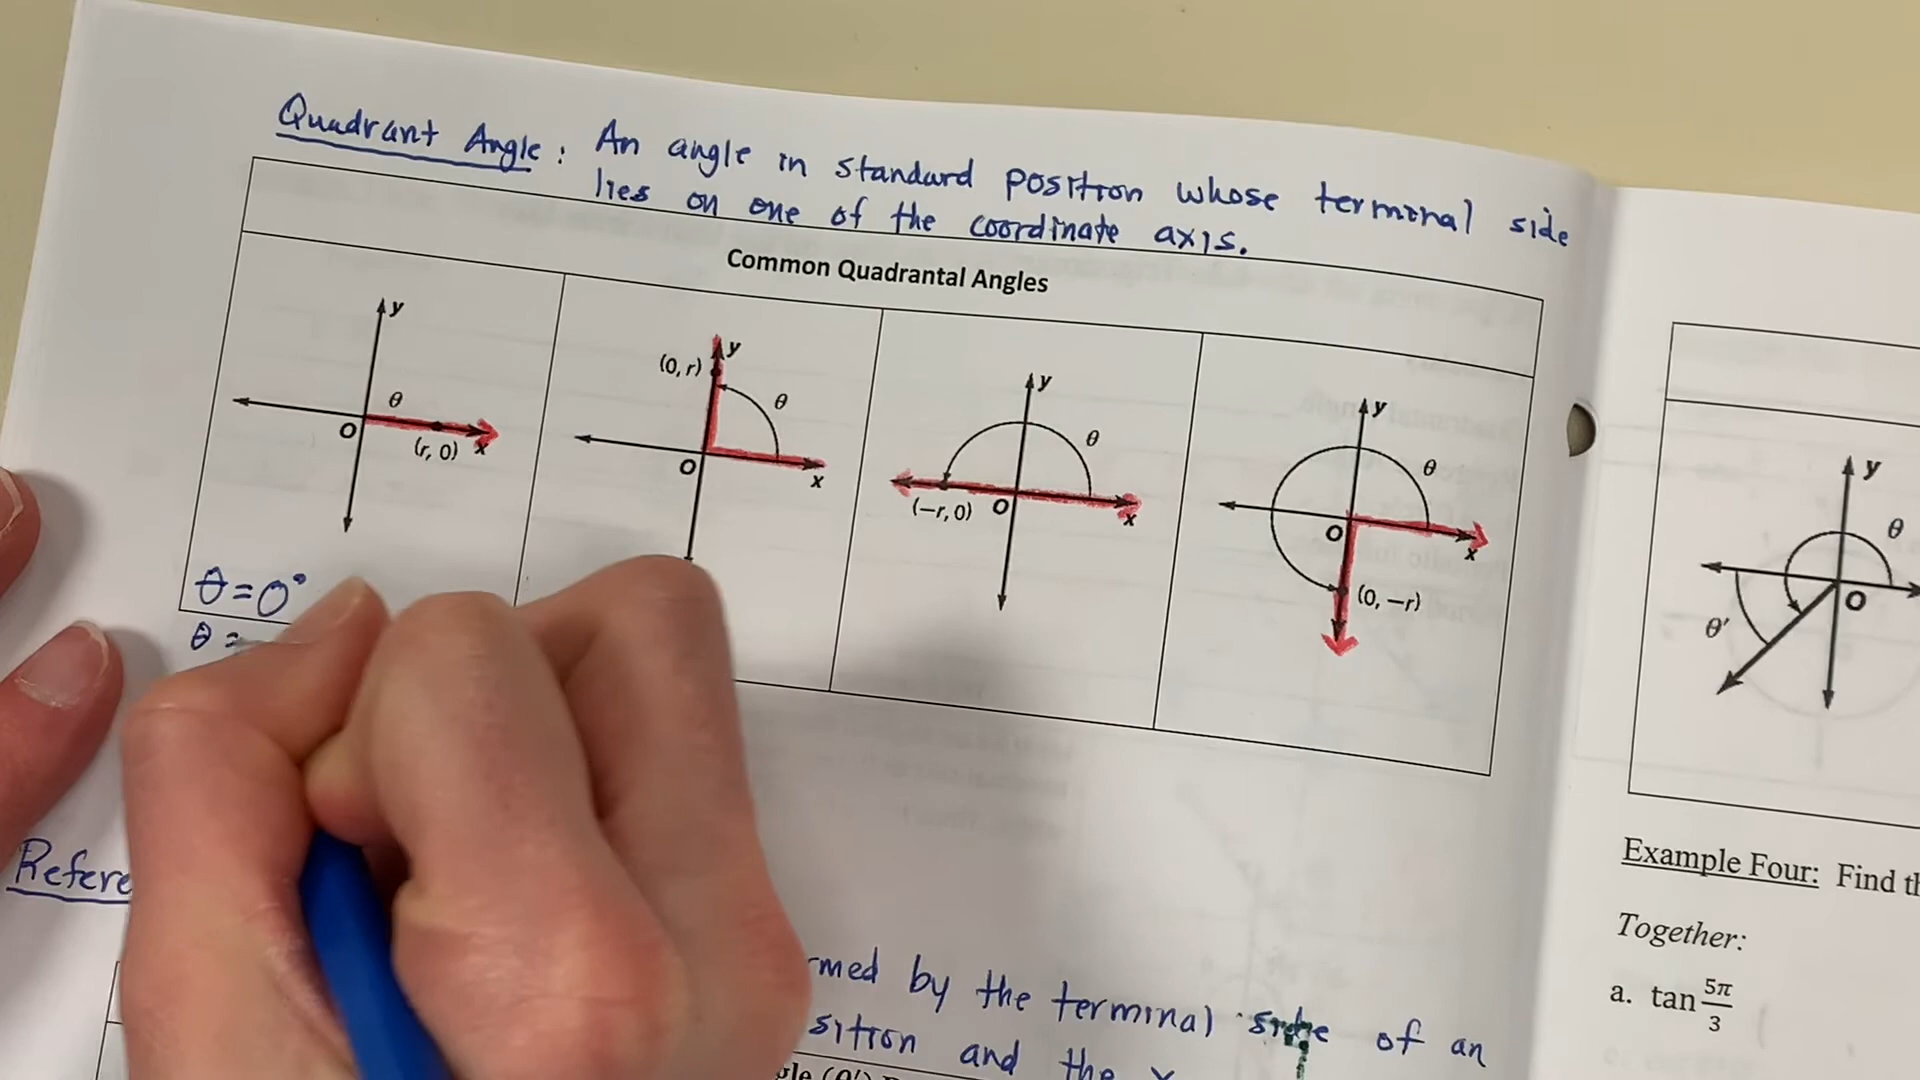 Quadrant Angle: An angle in standard position whose terminal side
lies on one of the coordinate axis.
Common Quadrantal Angles
y
θ
O
(r, 0)
x
θ = 0°
θ =
(0, r)
y
θ
O
x
y
θ
(−r, 0)
O
x
y
θ
O
x
(0, −r)
Refere
rmed by the terminal side of an
sition and the x
gle (θ')
y
θ
O
θ'
Example Four: Find th
Together:
a. tan 5π/3